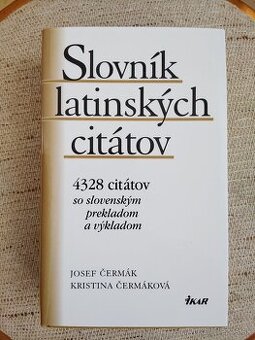 Slovník
latinských
citátov
4328 citátov
so slovenským
prekladom
a výkladom
JOSEF ČERMÁK
KRISTINA ČERMÁKOVÁ
IKAR